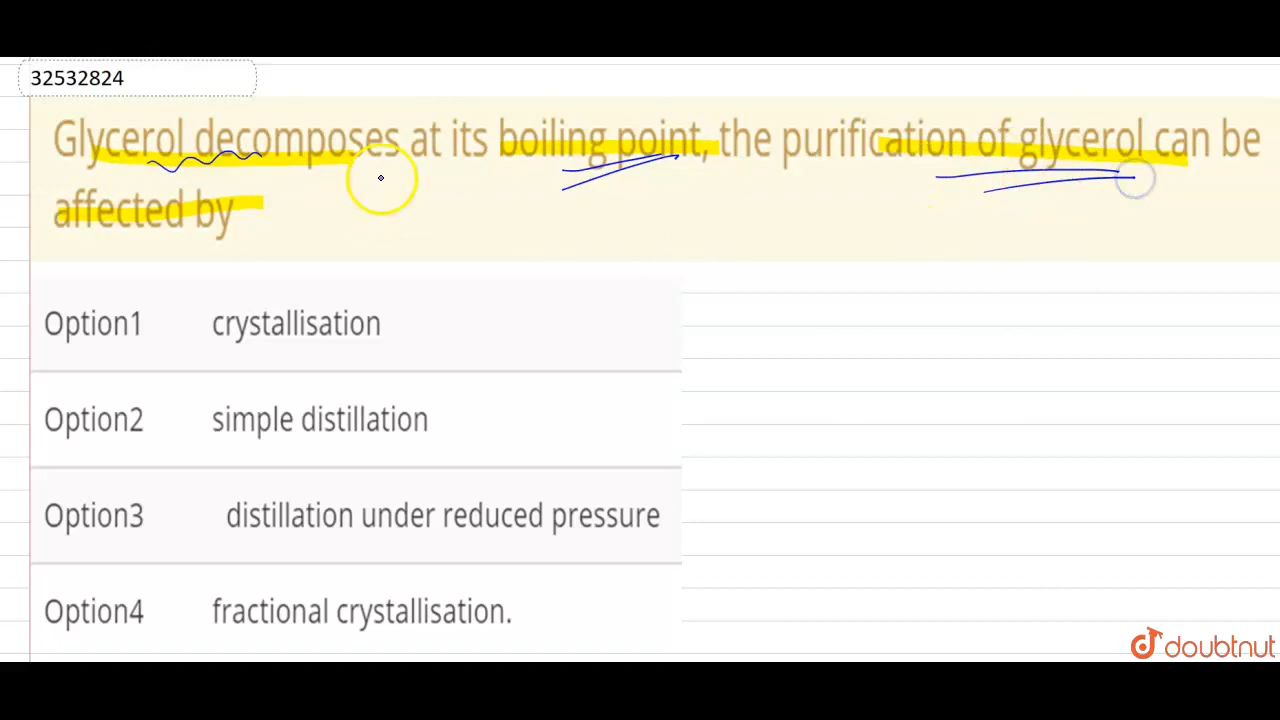 32532824
Glycerol decomposes at its boiling point, the purification of glycerol can be
affected by
Option1 crystallisation
Option2 simple distillation
Option3 distillation under reduced pressure
Option4 fractional crystallisation.
doubtnut